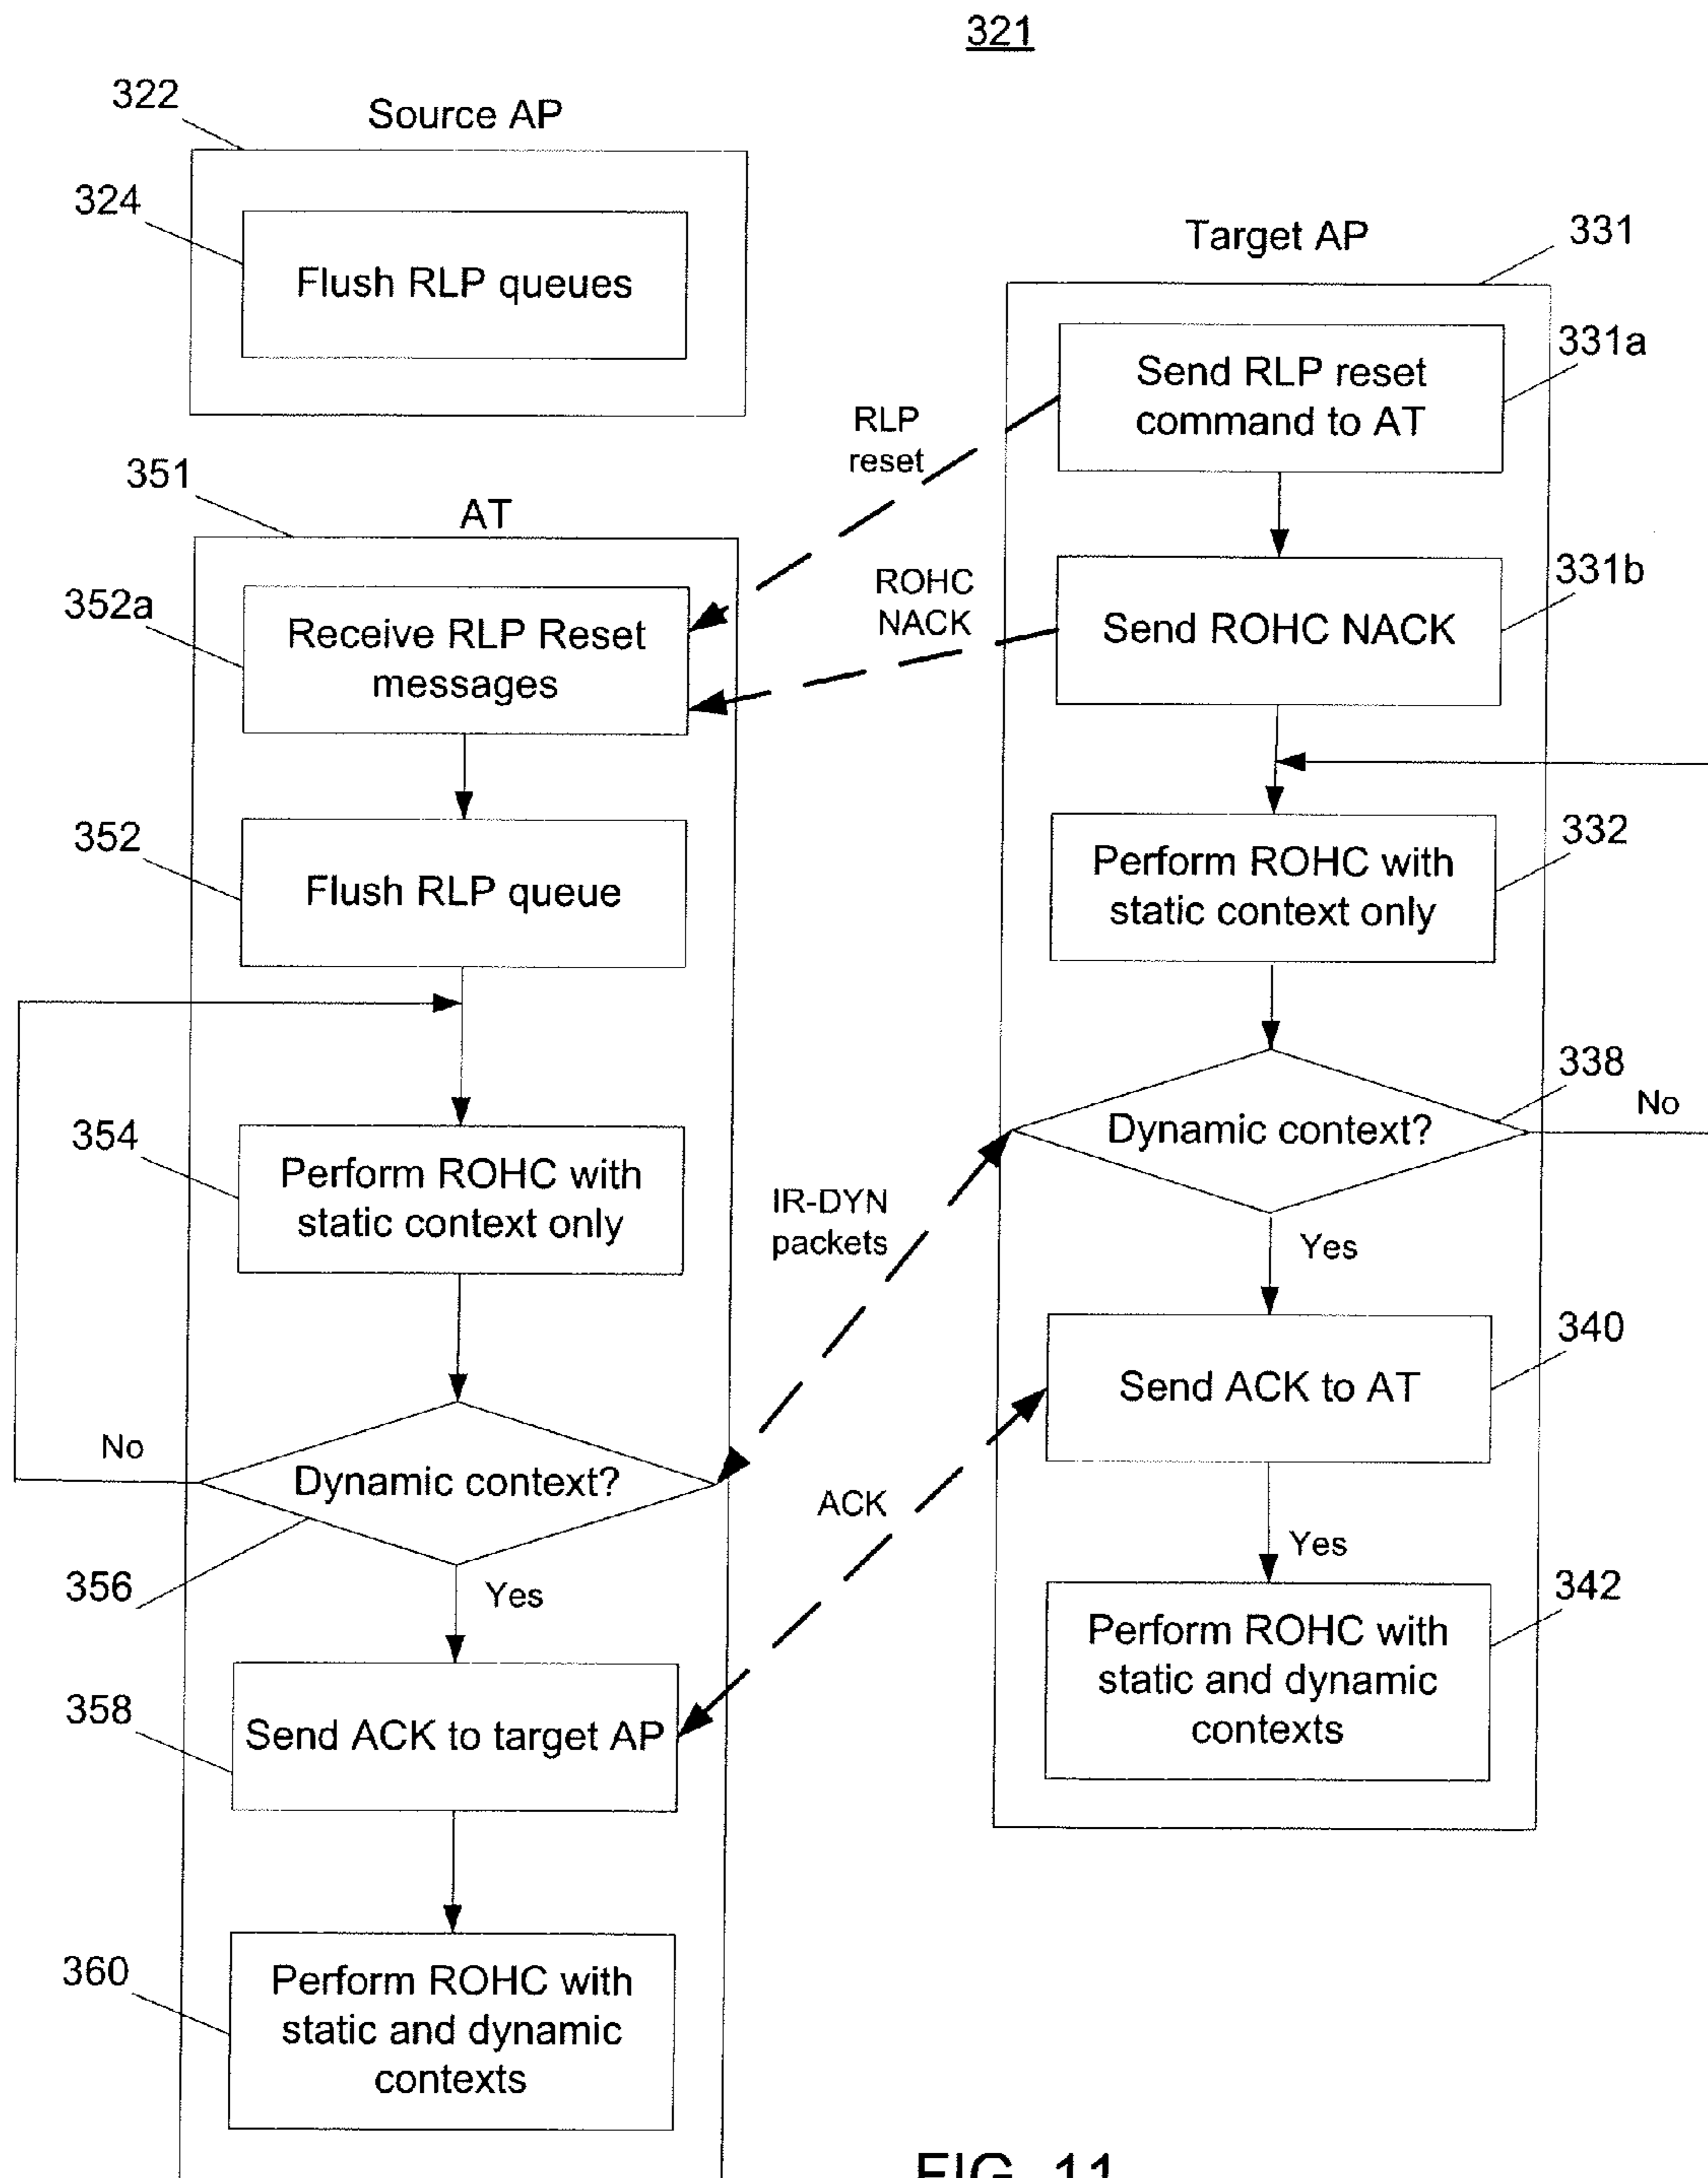 321
322
Source AP
324
Flush RLP queues
Target AP
331
331a
Send RLP reset
command to AT
RLP
reset
351
AT
352a
Receive RLP Reset
messages
ROHC
NACK
331b
Send ROHC NACK
352
Flush RLP queue
332
Perform ROHC with
static context only
354
Perform ROHC with
static context only
338
Dynamic context?
No
IR-DYN
packets
Yes
340
Send ACK to AT
No
Dynamic context?
356
Yes
ACK
Yes
342
Perform ROHC with
static and dynamic
contexts
358
Send ACK to target AP
360
Perform ROHC with
static and dynamic
contexts
FIG. 11